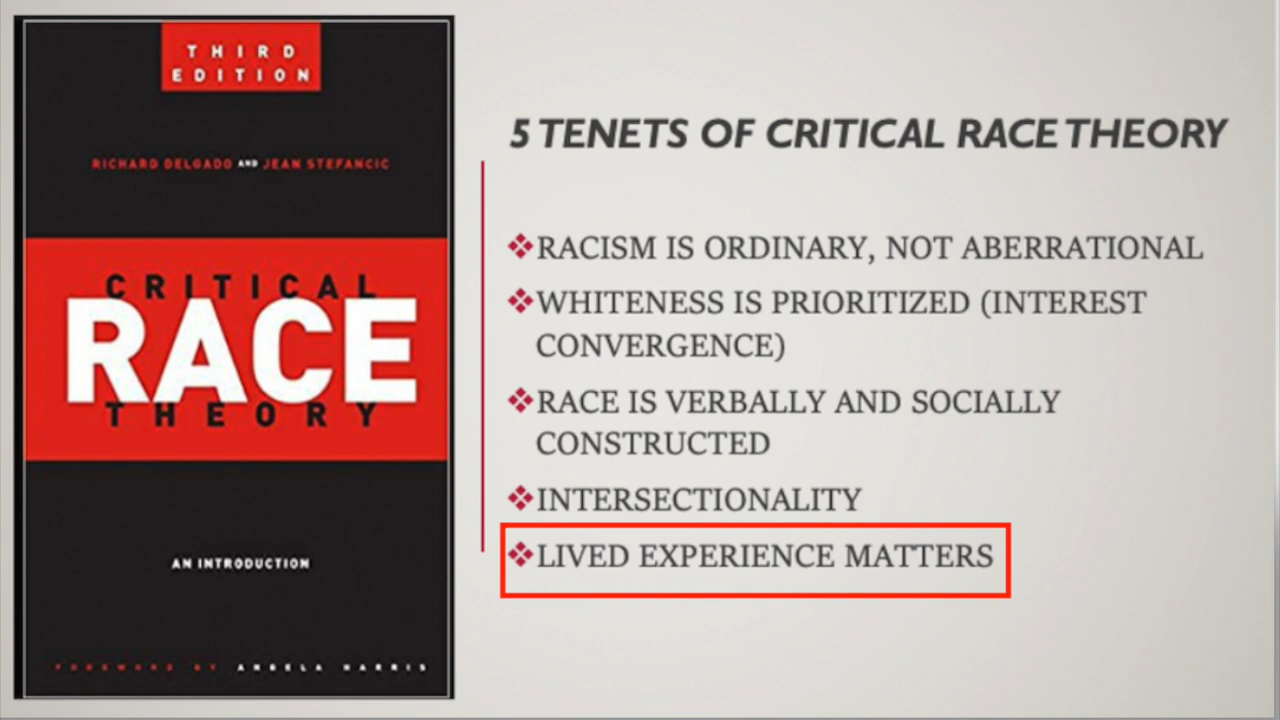 THIRD
EDITION
RICHARD DELGADO AND JEAN STEFANCIC
CRITICAL
RACE
THEORY
AN INTRODUCTION
FOREWORD BY ANGELA HARRIS
5 TENETS OF CRITICAL RACE THEORY
❖RACISM IS ORDINARY, NOT ABERRATIONAL
❖WHITENESS IS PRIORITIZED (INTEREST
CONVERGENCE)
❖RACE IS VERBALLY AND SOCIALLY
CONSTRUCTED
❖INTERSECTIONALITY
❖LIVED EXPERIENCE MATTERS